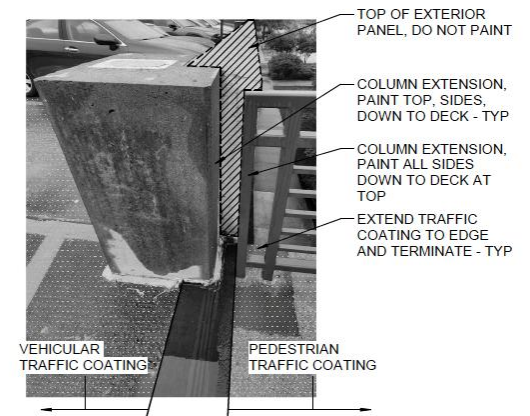 TOP OF EXTERIOR
PANEL, DO NOT PAINT
COLUMN EXTENSION,
PAINT TOP, SIDES,
DOWN TO DECK - TYP
COLUMN EXTENSION,
PAINT ALL SIDES
DOWN TO DECK AT
TOP
EXTEND TRAFFIC
COATING TO EDGE
AND TERMINATE - TYP
VEHICULAR
TRAFFIC COATING
PEDESTRIAN
TRAFFIC COATING